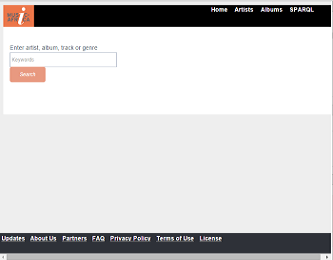 Home Artists Albums SPARQL
Enter artist, album, track or genre
Keywords
Search
Updates About Us Partners FAQ Privacy Policy Terms of Use License